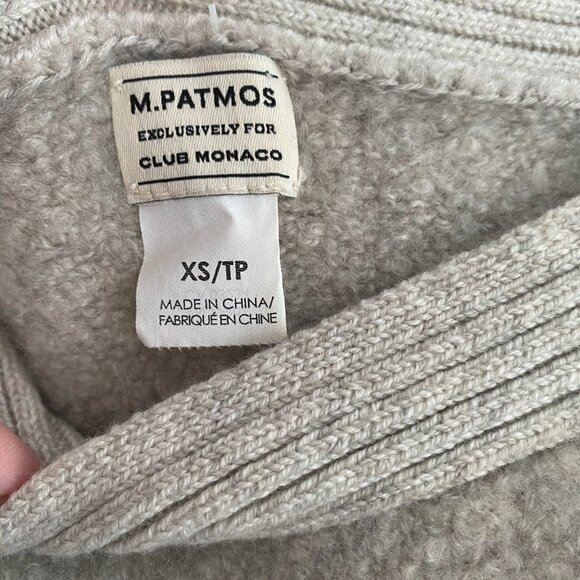 M.PATMOS
EXCLUSIVELY FOR
CLUB MONACO
XS/TP
MADE IN CHINA/
FABRIQUÉ EN CHINE